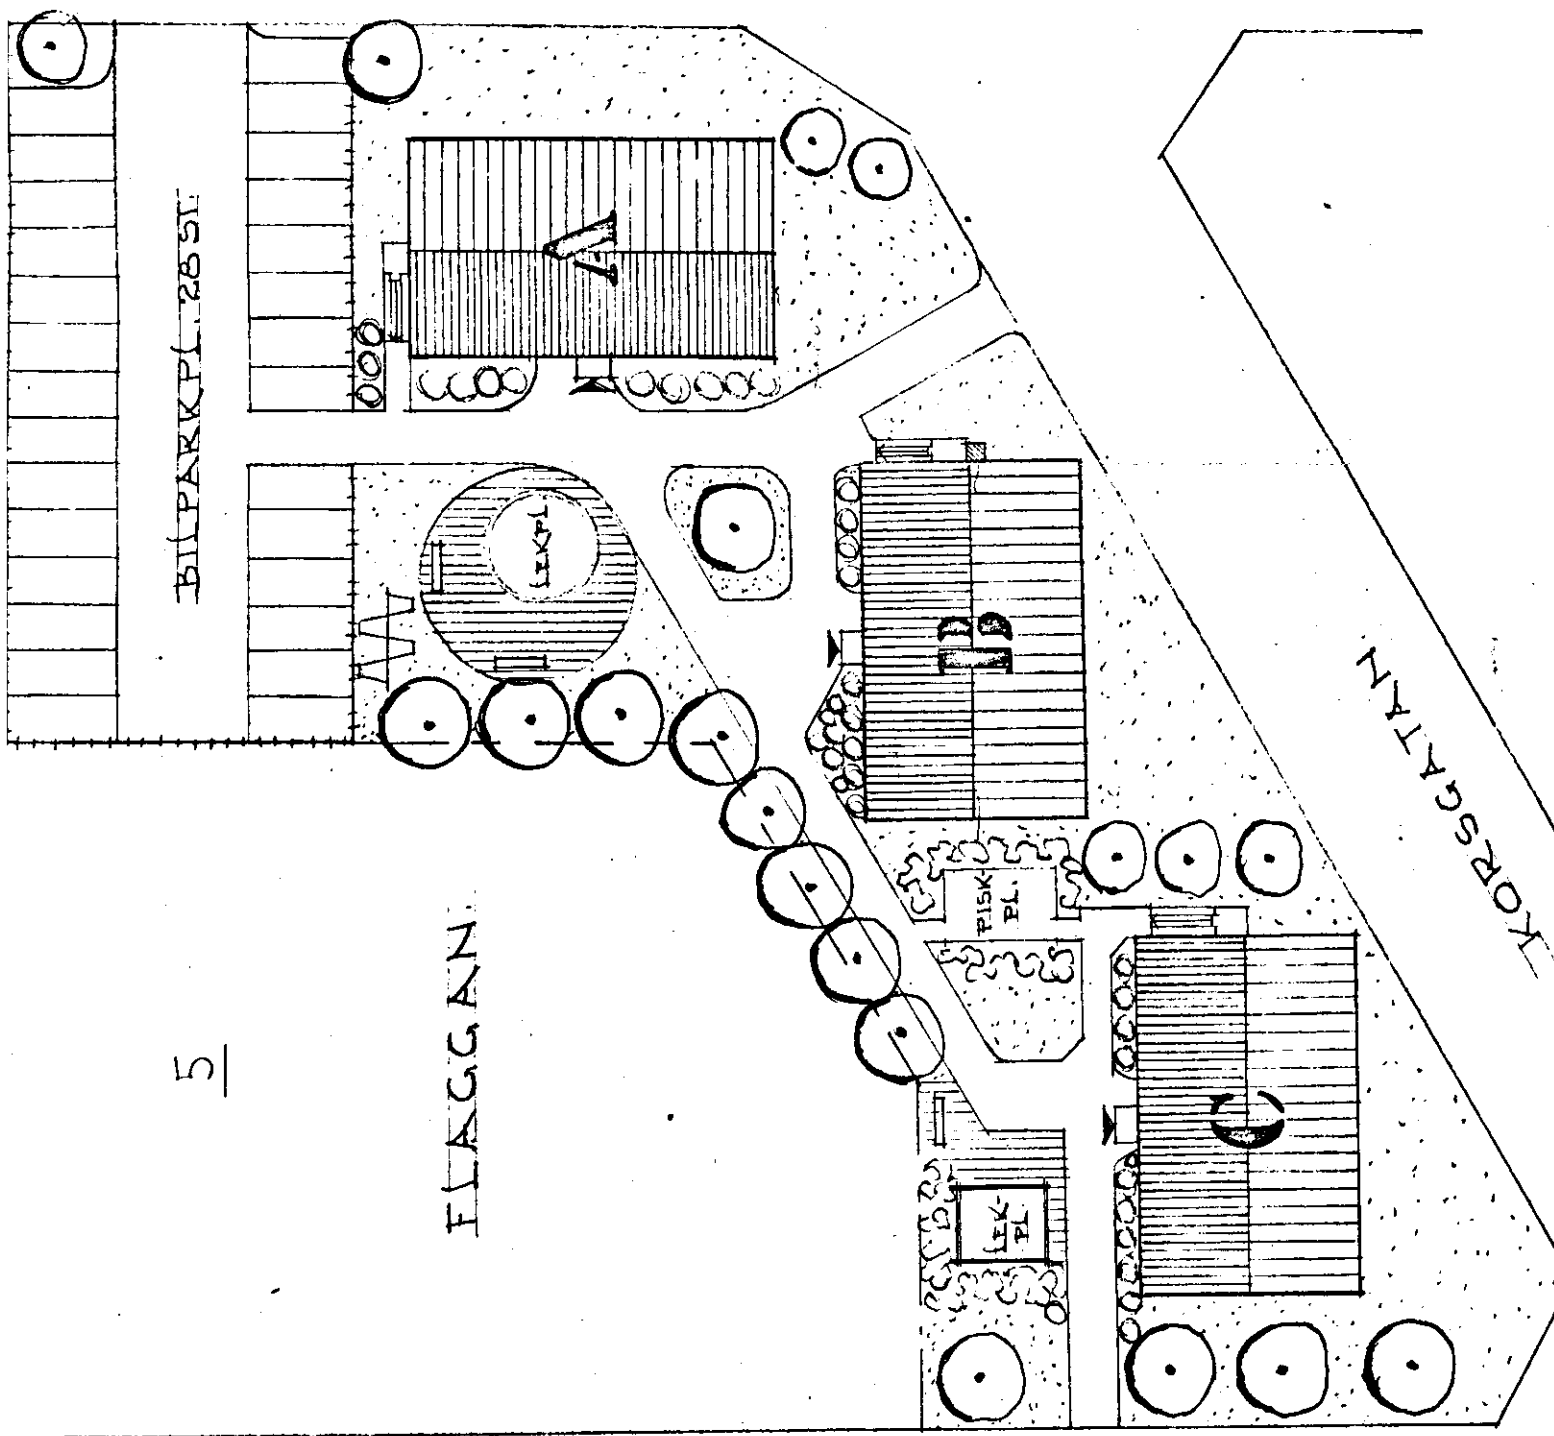 BILPARKPL. 28 ST.
A
LEKPL
B
KORSGATAN
PISK-
PL.
FLAGGAN
5
C
LEK-
PL